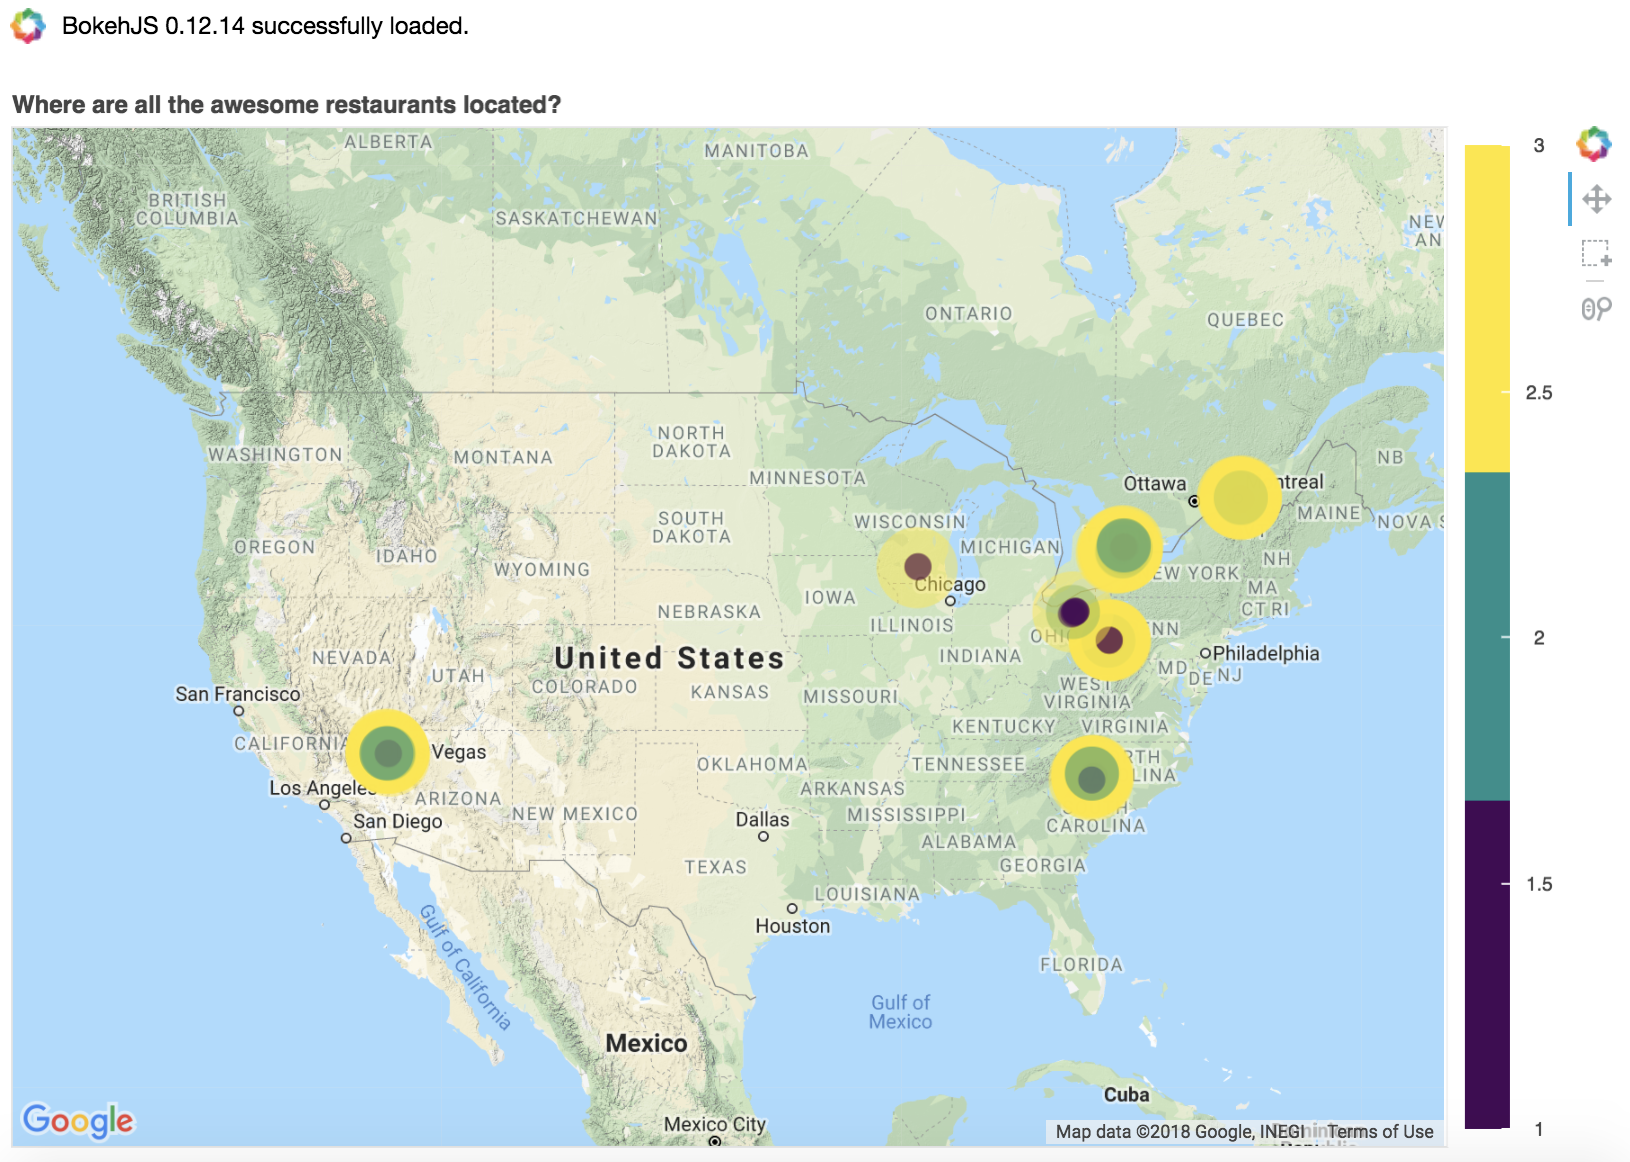 BokehJS 0.12.14 successfully loaded.
Where are all the awesome restaurants located?
ALBERTA
MANITOBA
BRITISH
COLUMBIA
SASKATCHEWAN
NEW
AN
ONTARIO
QUEBEC
WASHINGTON
MONTANA
NORTH
DAKOTA
MINNESOTA
NB
Ottawa
ntreal
MAINE
NOVA S
SOUTH
DAKOTA
WISCONSIN
MICHIGAN
OREGON
IDAHO
WYOMING
NH
EW YORK
MA
CT RI
Chicago
IOWA
NEBRASKA
ILLINOIS
OHI
NN
INDIANA
Philadelphia
NEVADA
UTAH
United States
COLORADO
KANSAS
MISSOURI
MD
DE NJ
WEST
VIRGINIA
San Francisco
KENTUCKY
VIRGINIA
CALIFORNIA
Vegas
OKLAHOMA
TENNESSEE
RTH
LINA
Los Angeles
ARIZONA
NEW MEXICO
ARKANSAS
MISSISSIPPI
H
CAROLINA
San Diego
Dallas
ALABAMA
TEXAS
GEORGIA
LOUISIANA
Houston
Gulf of California
FLORIDA
Gulf of
Mexico
Mexico
Cuba
Google
Mexico City
Map data ©2018 Google, INEGI
Terms of Use
3
2.5
2
1.5
1